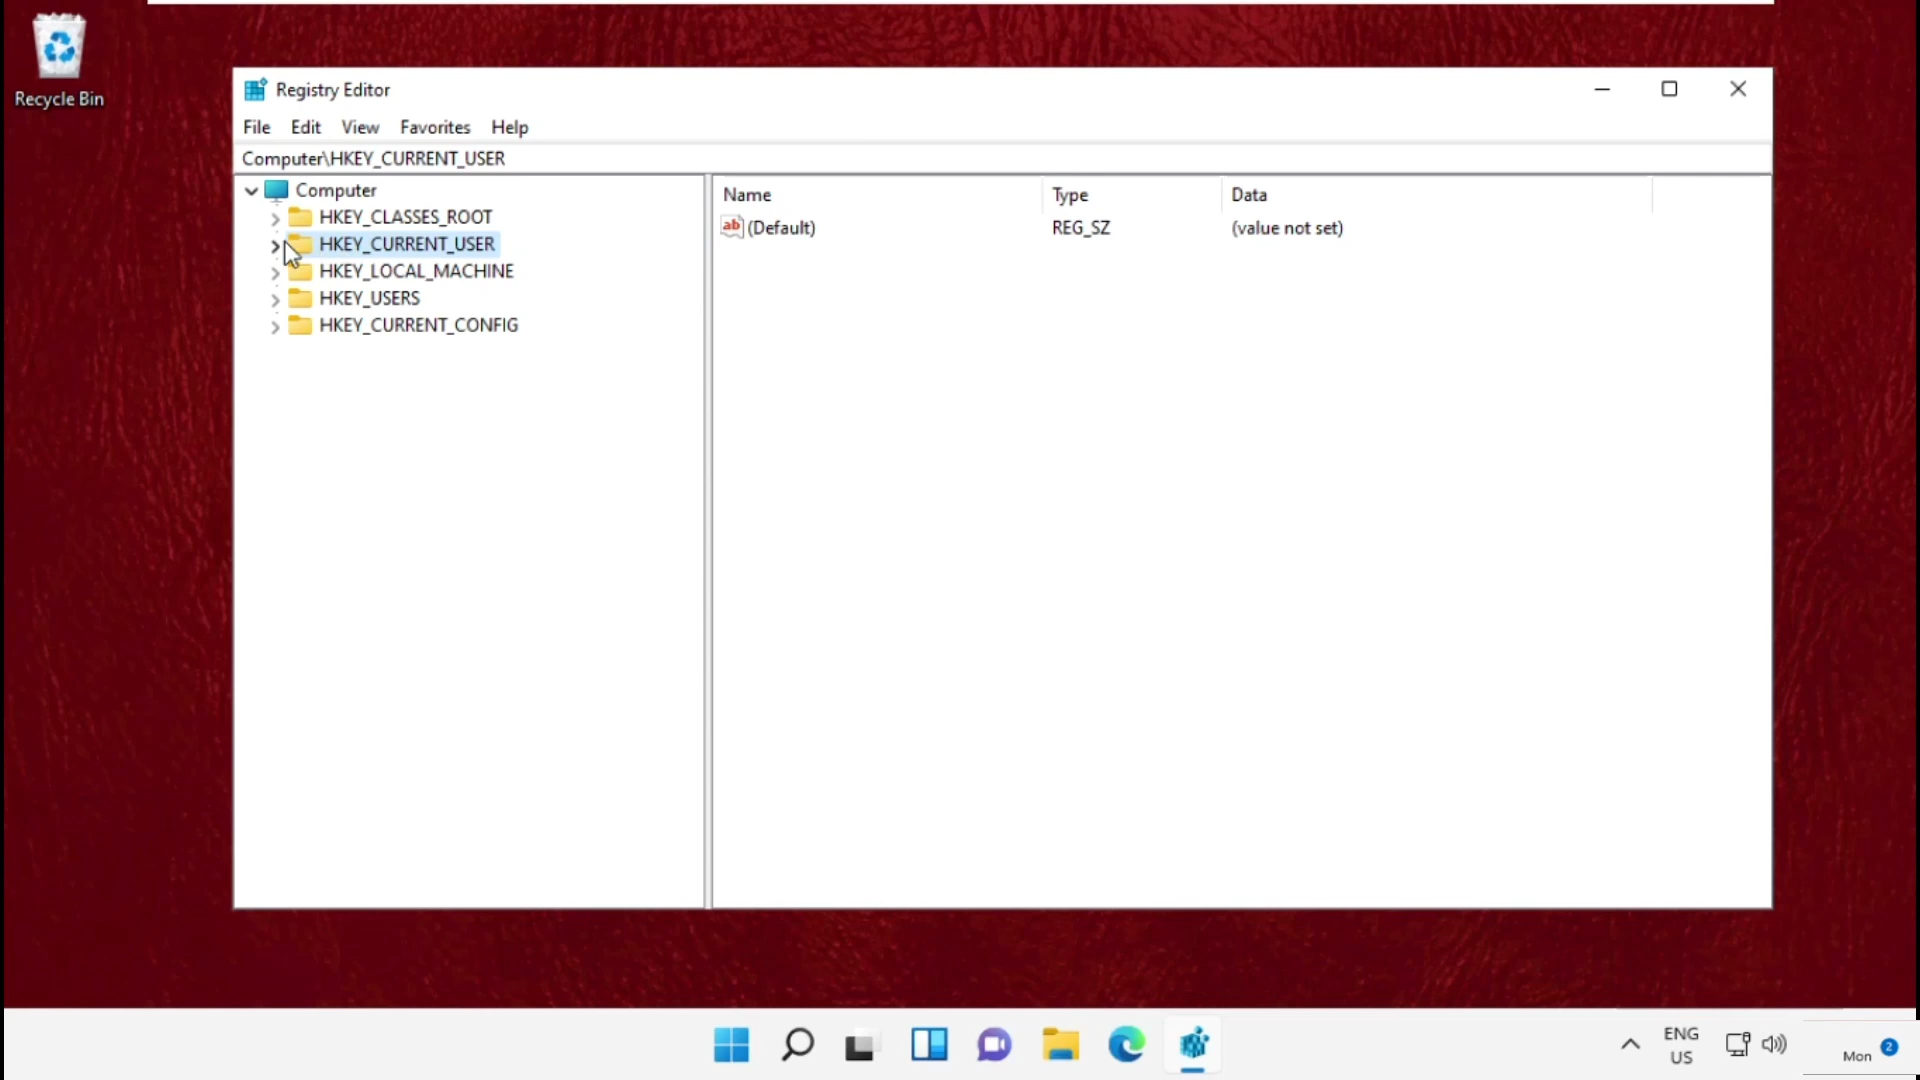 Recycle Bin
Registry Editor
File Edit View Favorites Help
Computer\HKEY_CURRENT_USER
Computer
HKEY_CLASSES_ROOT
HKEY_CURRENT_USER
HKEY_LOCAL_MACHINE
HKEY_USERS
HKEY_CURRENT_CONFIG
Name Type Data
ab (Default) REG_SZ (value not set)
ENG
US
Mon 2